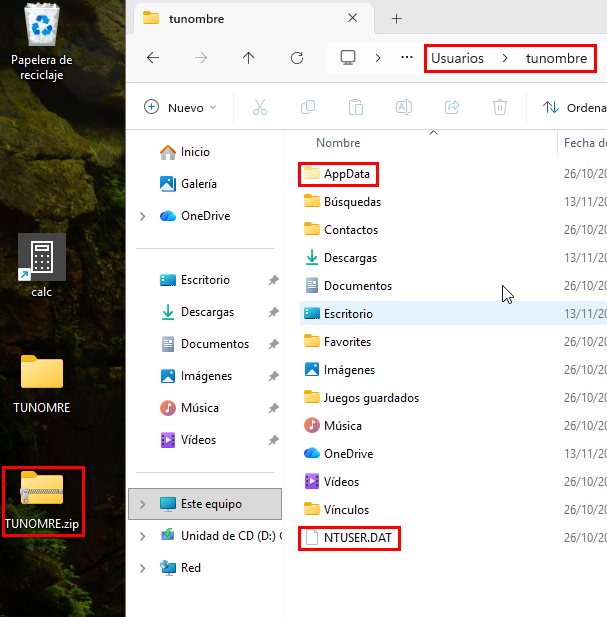 Papelera de
reciclaje
calc
TUNOMRE
TUNOMRE.zip
tunombre
Usuarios > tunombre
Nuevo
Ordena
Inicio
Galería
OneDrive
Escritorio
Descargas
Documentos
Imágenes
Música
Vídeos
Este equipo
Unidad de CD (D:)
Red
Nombre
Fecha de
AppData 26/10/20
Búsquedas 13/11/20
Contactos 26/10/20
Descargas 13/11/20
Documentos 26/10/20
Escritorio 13/11/20
Favorites 26/10/20
Imágenes 26/10/20
Juegos guardados 26/10/20
Música 26/10/20
OneDrive 13/11/20
Vídeos 26/10/20
Vínculos 26/10/20
NTUSER.DAT 26/10/20